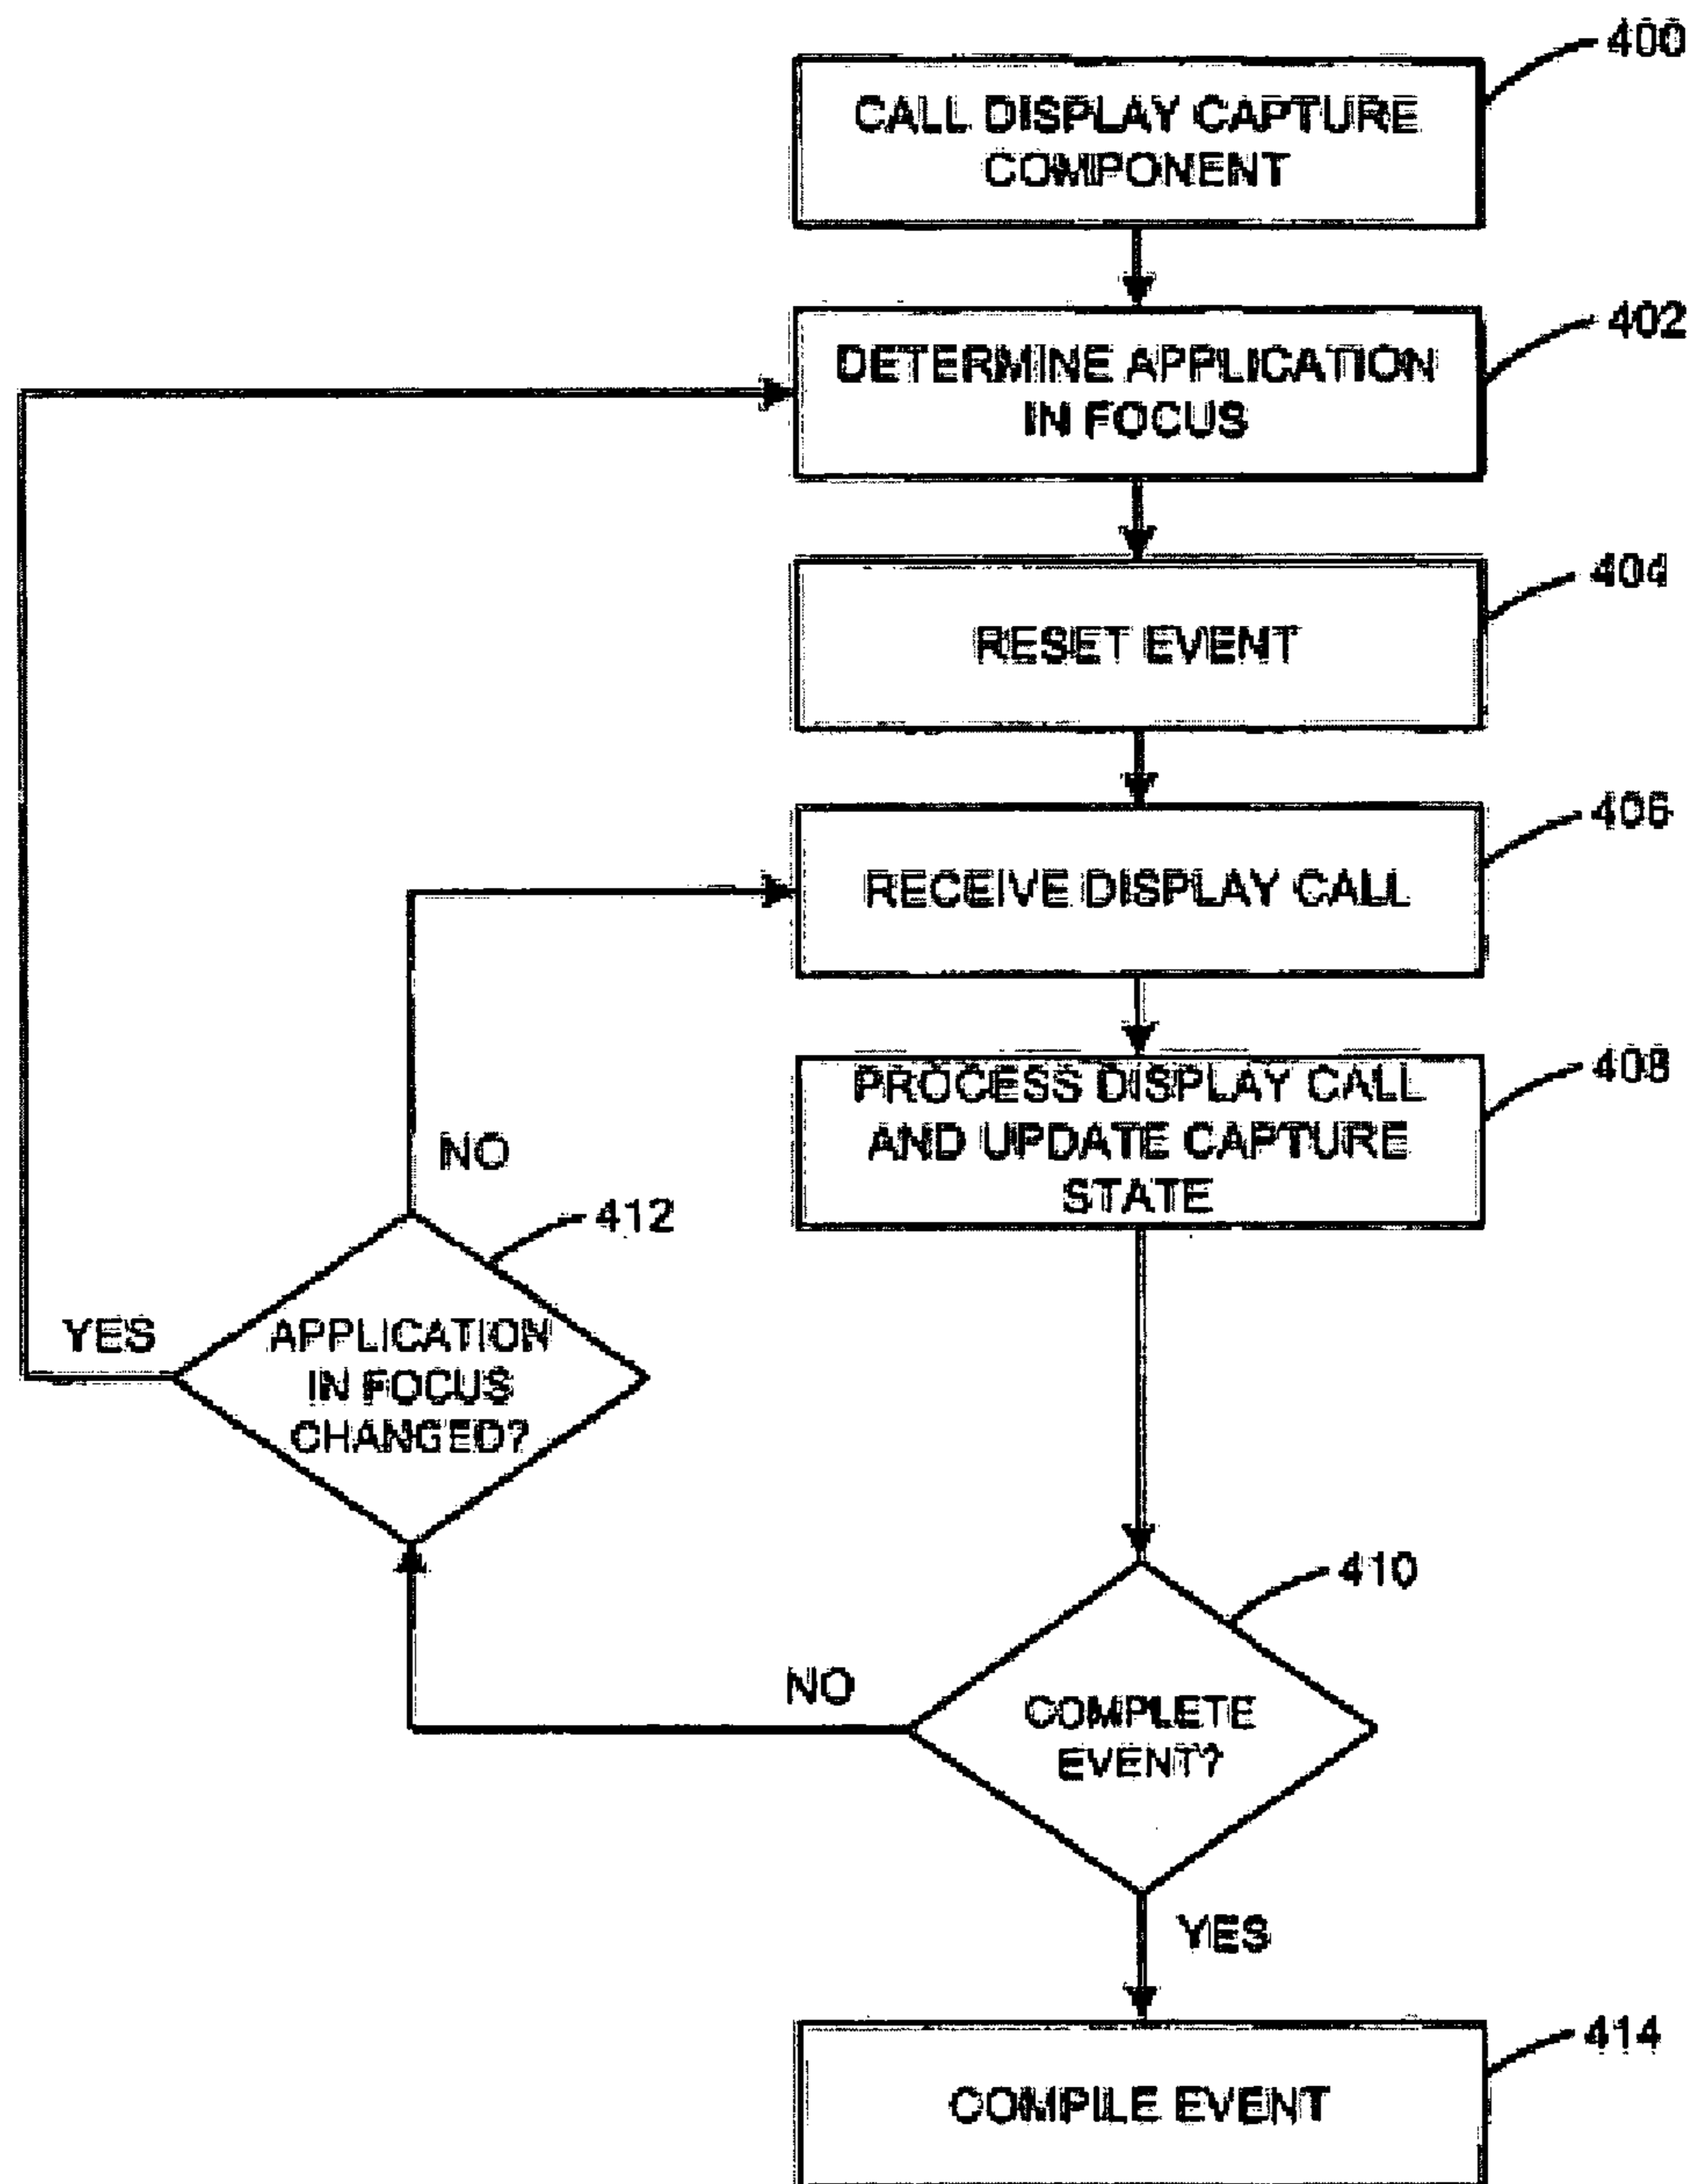 400
CALL DISPLAY CAPTURE
COMPONENT
402
DETERMINE APPLICATION
IN FOCUS
404
RESET EVENT
406
RECEIVE DISPLAY CALL
408
PROCESS DISPLAY CALL
AND UPDATE CAPTURE
STATE
NO
412
YES
APPLICATION
IN FOCUS
CHANGED?
410
NO
COMPLETE
EVENT?
YES
414
COMPILE EVENT